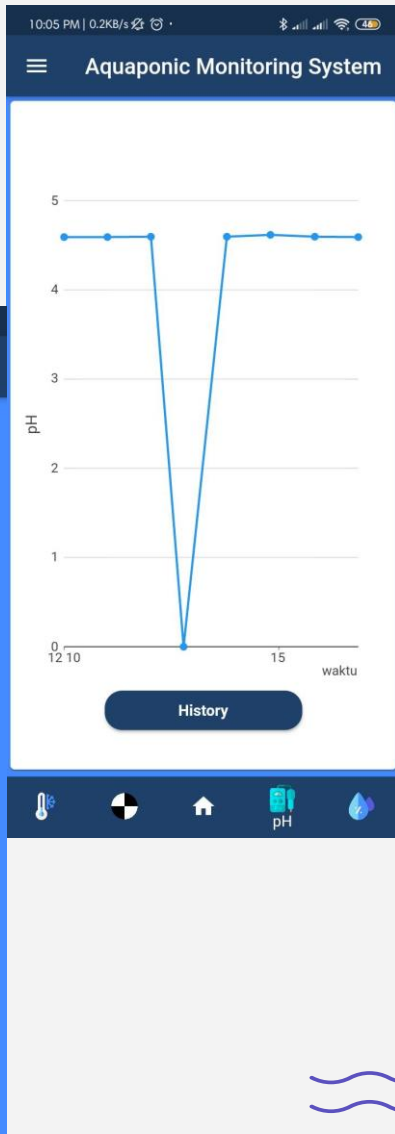 10:05 PM | 0.2KB/s
46
Aquaponic Monitoring System
5
4
3
pH
2
1
0
12 10
15
waktu
History
pH